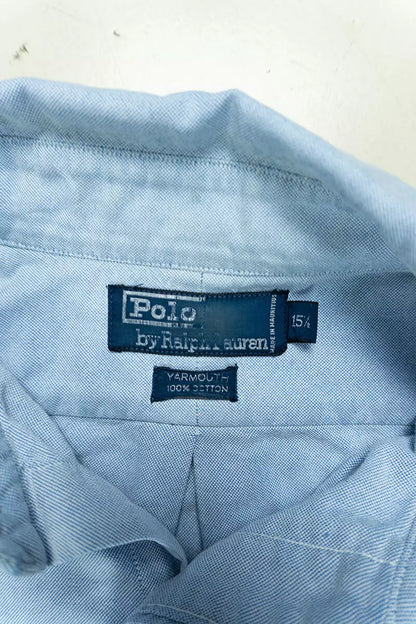 Polo
by Ralph Lauren
MADE IN MAURITIUS
15½
YARMOUTH
100% COTTON